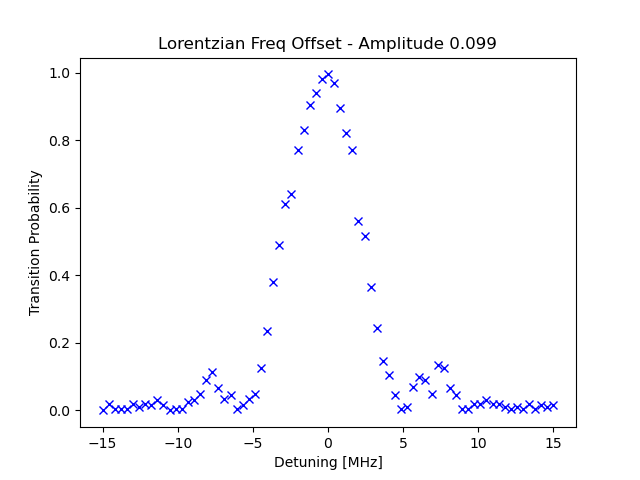 Lorentzian Freq Offset - Amplitude 0.099
Transition Probability
1.0
0.8
0.6
0.4
0.2
0.0
−15 −10 −5 0 5 10 15
Detuning [MHz]